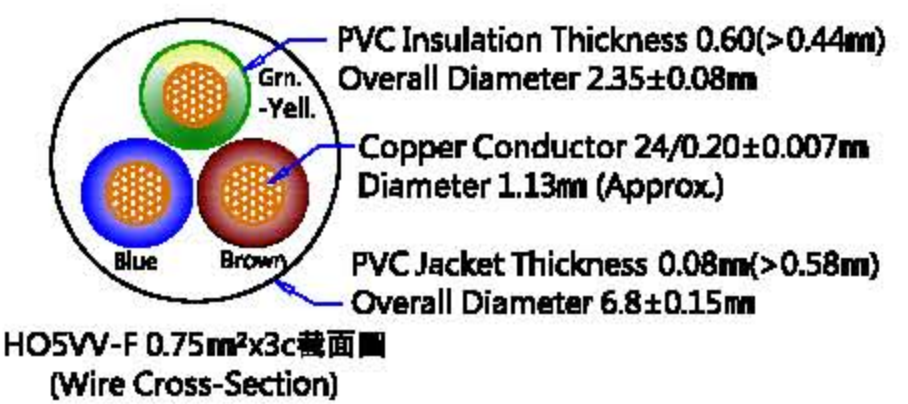 PVC Insulation Thickness 0.60(>0.44㎜)
Overall Diameter 2.35±0.08㎜
Grn.
-Yell.
Copper Conductor 24/0.20±0.007㎜
Diameter 1.13㎜ (Approx.)
Blue
Brown
PVC Jacket Thickness 0.08㎜(>0.58㎜)
Overall Diameter 6.8±0.15㎜
HO5VV-F 0.75m²x3c截面圖
(Wire Cross-Section)